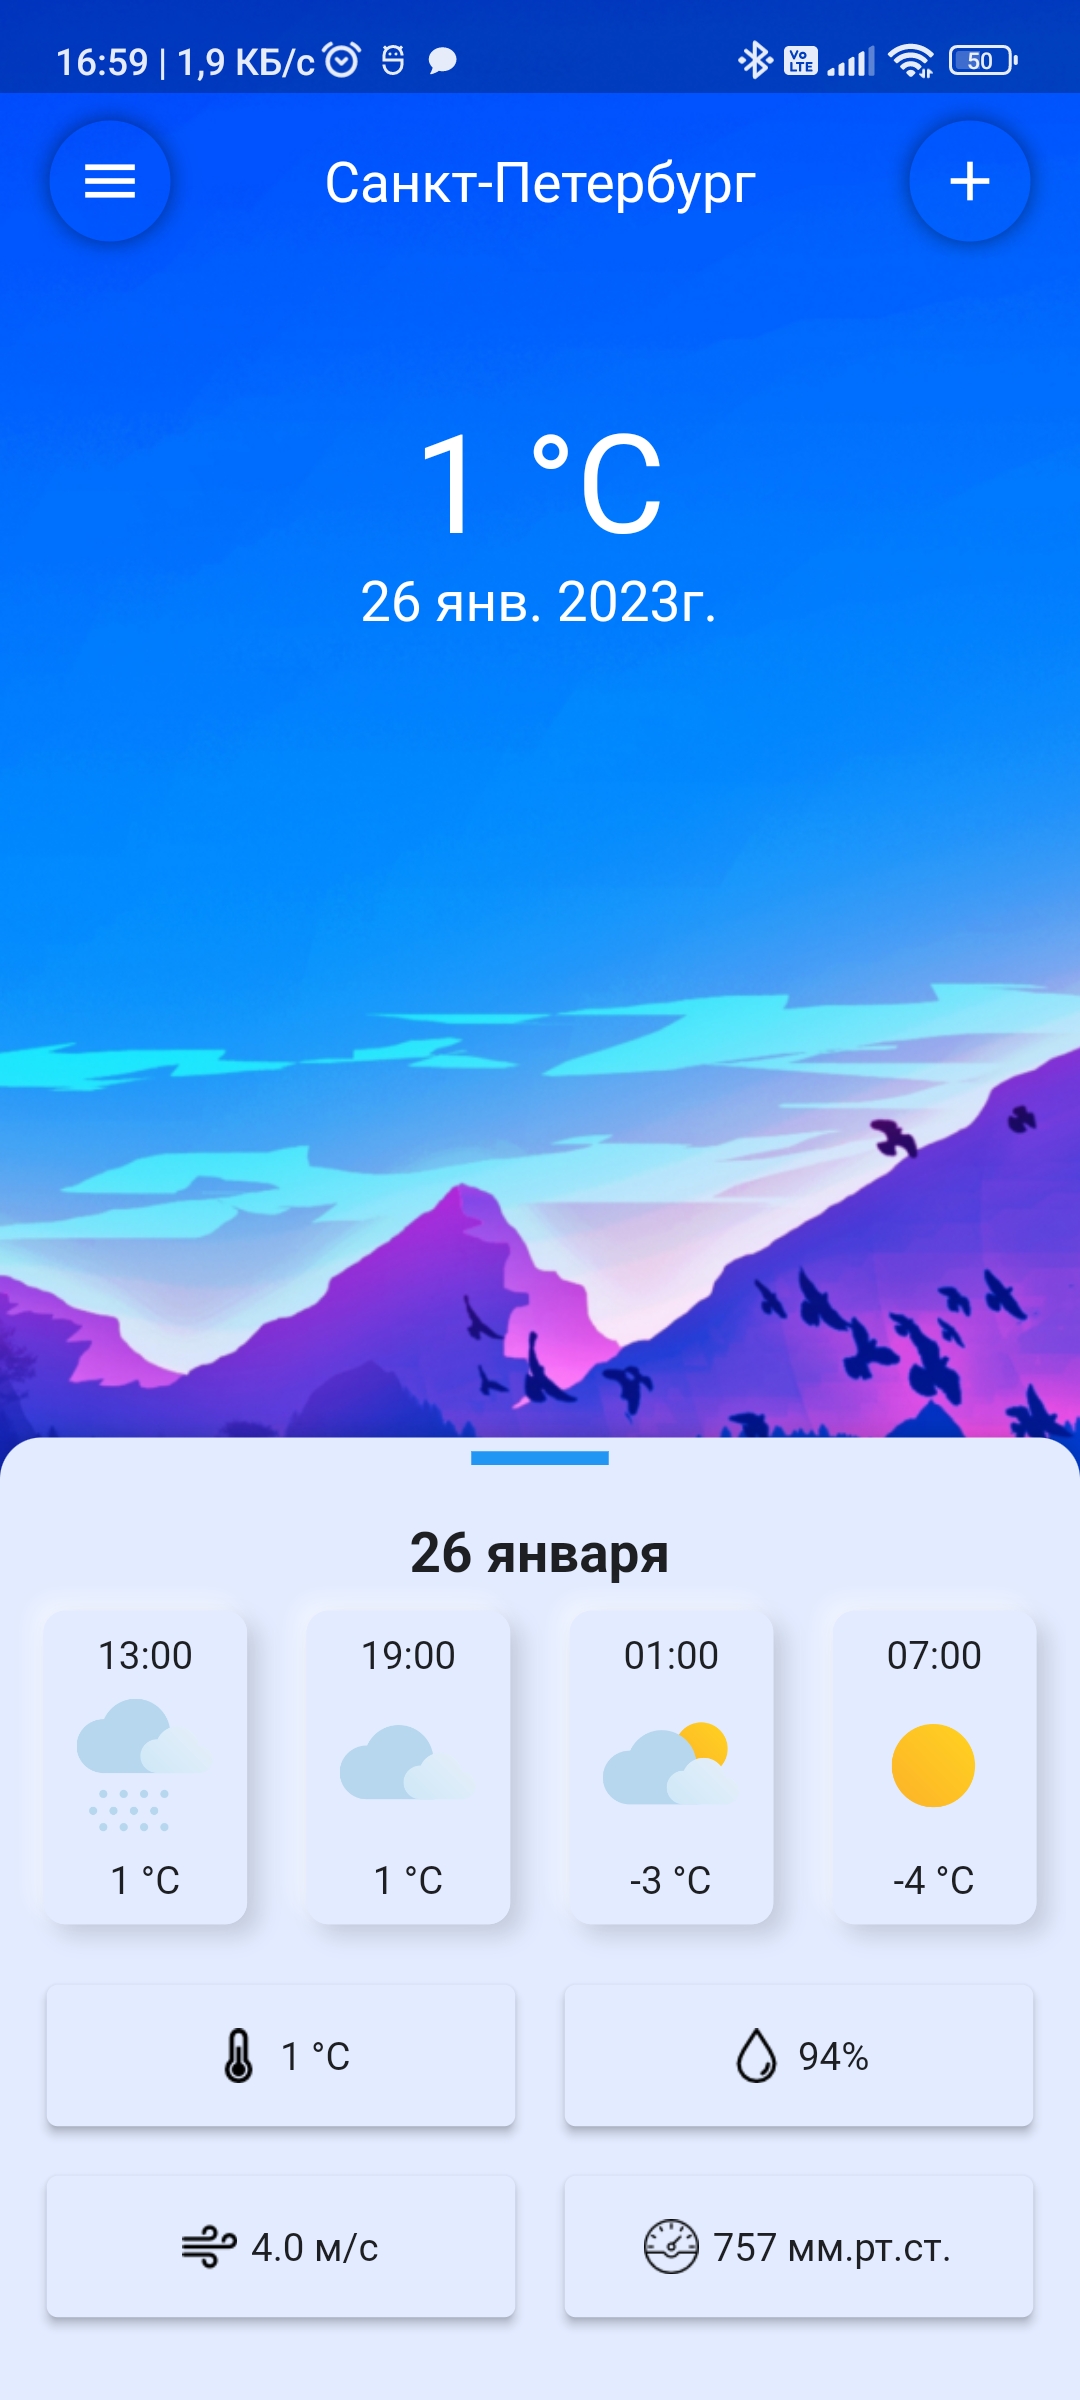 16:59 | 1,9 КБ/с Vo LTE 50
Санкт-Петербург
1 °C
26 янв. 2023г.
26 января
13:00 19:00 01:00 07:00
1 °C 1 °C -3 °C -4 °C
1 °C 94%
4.0 м/с 757 мм.рт.ст.